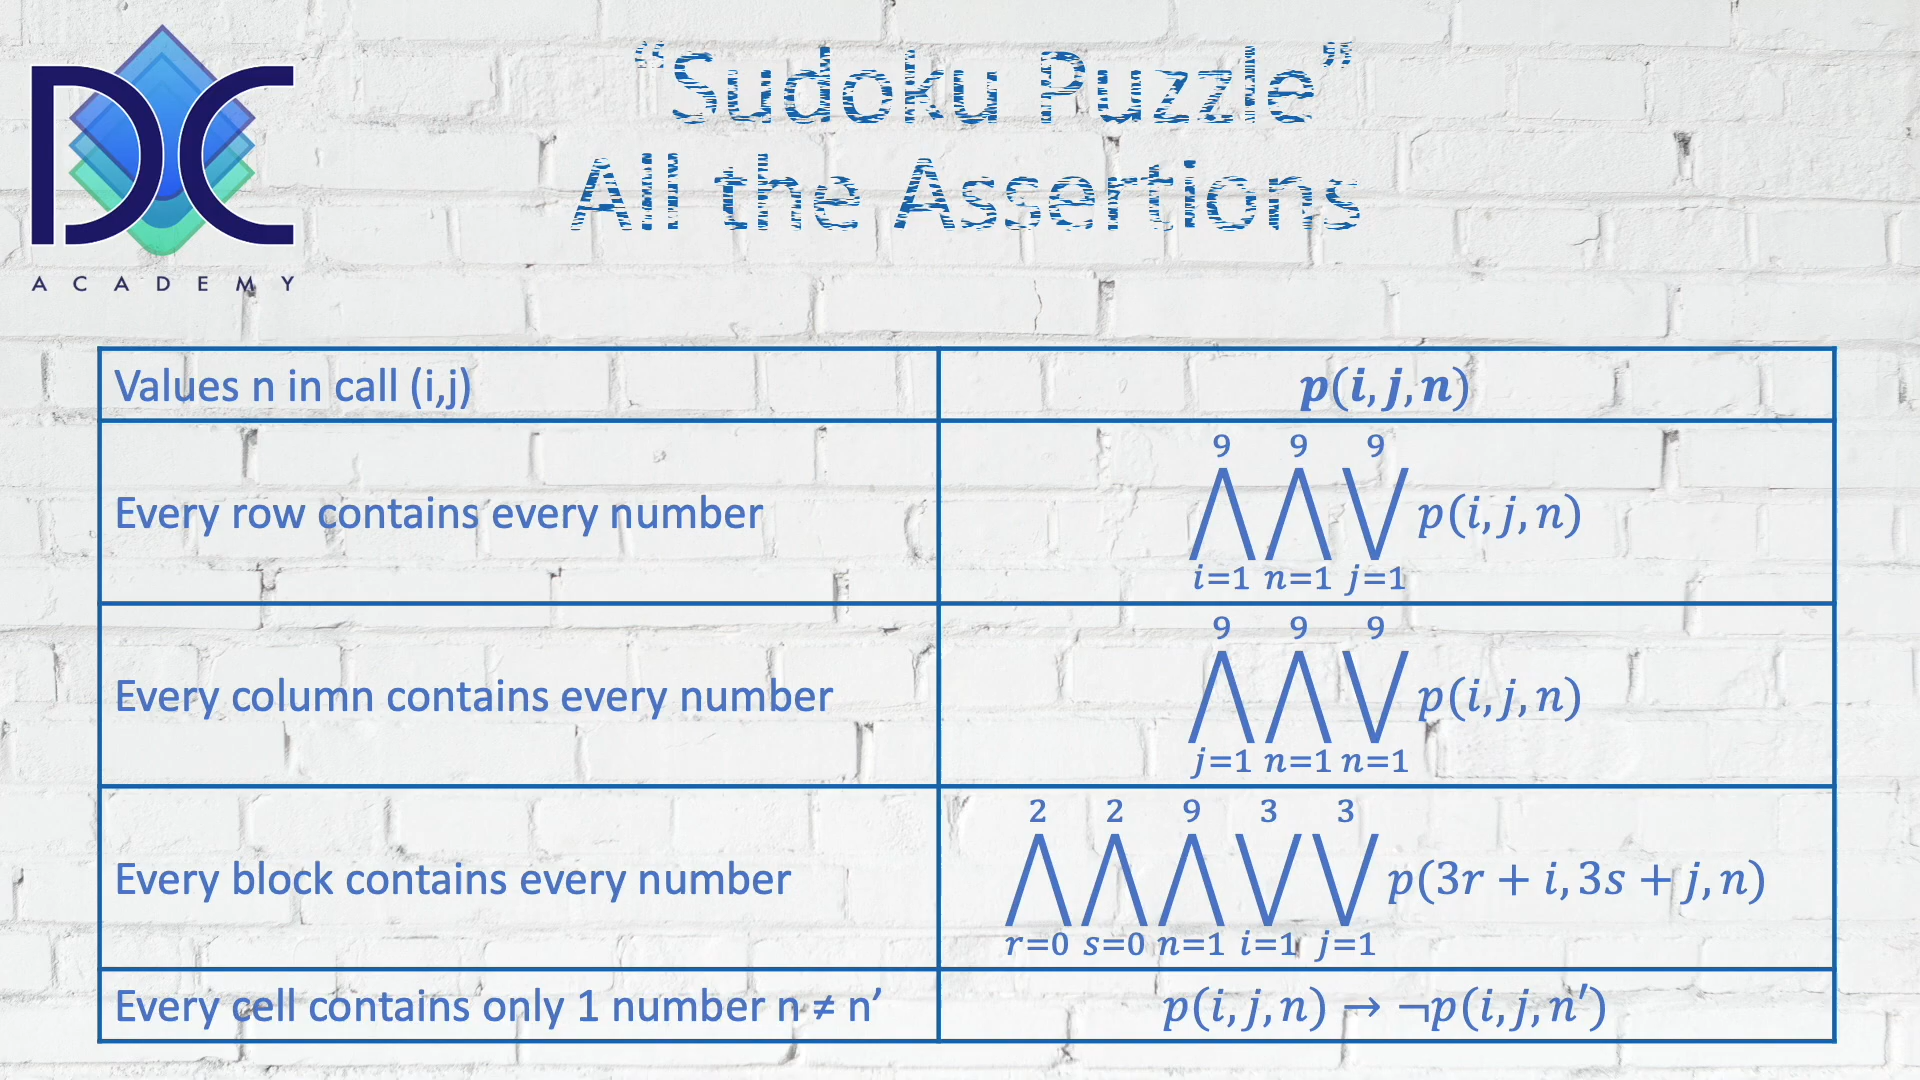 DC
ACADEMY
“Sudoku Puzzle”
All the Assertions
Values n in call (i,j)
p(i, j, n)
Every row contains every number
9 9 9
⋀ ⋀ ⋁ p(i, j, n)
i=1 n=1 j=1
Every column contains every number
9 9 9
⋀ ⋀ ⋁ p(i, j, n)
j=1 n=1 n=1
Every block contains every number
2 2 9 3 3
⋀ ⋀ ⋀ ⋁ ⋁ p(3r + i, 3s + j, n)
r=0 s=0 n=1 i=1 j=1
Every cell contains only 1 number n ≠ n’
p(i, j, n) → ¬p(i, j, n′)